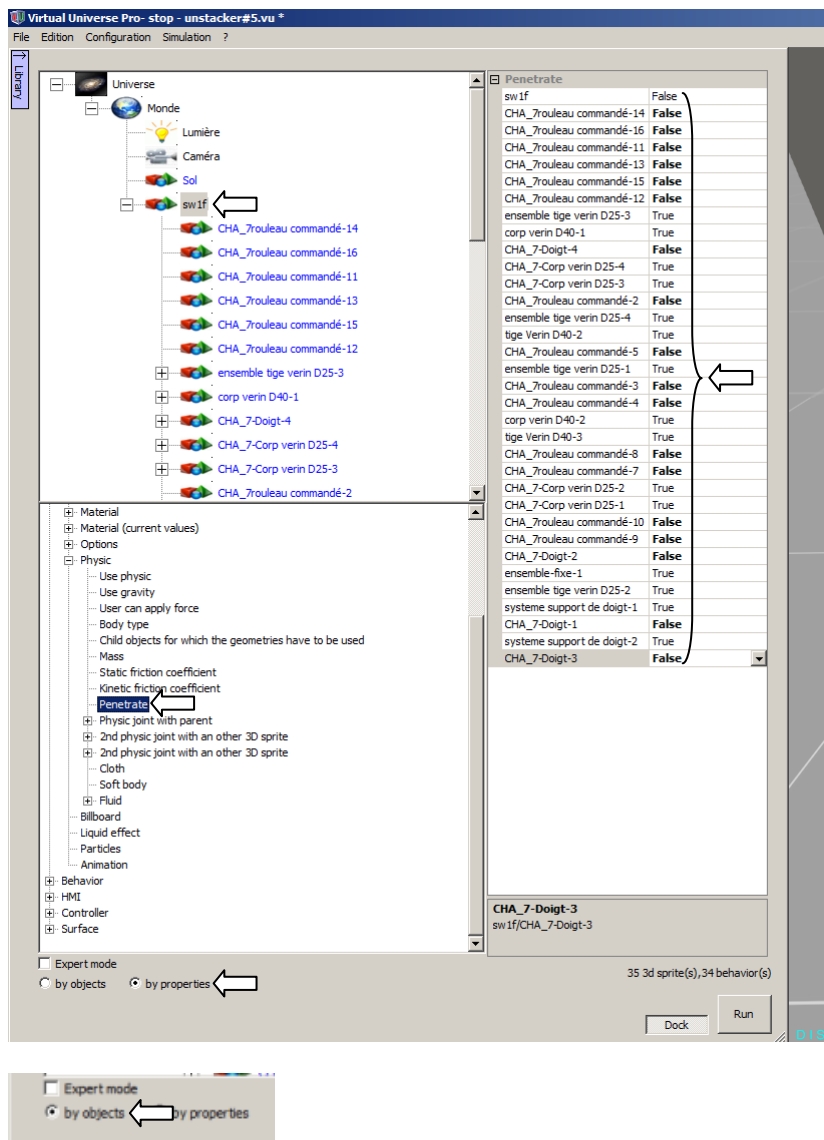 Virtual Universe Pro- stop - unstacker#5.vu *
File Edition Configuration Simulation ?
Library
Universe
Monde
Lumière
Caméra
Sol
sw1f
CHA_7rouleau commandé-14
CHA_7rouleau commandé-16
CHA_7rouleau commandé-11
CHA_7rouleau commandé-13
CHA_7rouleau commandé-15
CHA_7rouleau commandé-12
ensemble tige verin D25-3
corp verin D40-1
CHA_7-Doigt-4
CHA_7-Corp verin D25-4
CHA_7-Corp verin D25-3
CHA_7rouleau commandé-2
Material
Material (current values)
Options
Physic
Use physic
Use gravity
User can apply force
Body type
Child objects for which the geometries have to be used
Mass
Static friction coefficient
Kinetic friction coefficient
Penetrate
Physic joint with parent
2nd physic joint with an other 3D sprite
2nd physic joint with an other 3D sprite
Cloth
Soft body
Fluid
Billboard
Liquid effect
Particles
Animation
Behavior
HMI
Controller
Surface
Penetrate
sw1f False
CHA_7rouleau commandé-14 False
CHA_7rouleau commandé-16 False
CHA_7rouleau commandé-11 False
CHA_7rouleau commandé-13 False
CHA_7rouleau commandé-15 False
CHA_7rouleau commandé-12 False
ensemble tige verin D25-3 True
corp verin D40-1 True
CHA_7-Doigt-4 False
CHA_7-Corp verin D25-4 True
CHA_7-Corp verin D25-3 True
CHA_7rouleau commandé-2 False
ensemble tige verin D25-4 True
tige Verin D40-2 True
CHA_7rouleau commandé-5 False
ensemble tige verin D25-1 True
CHA_7rouleau commandé-3 False
CHA_7rouleau commandé-4 False
corp verin D40-2 True
tige Verin D40-3 True
CHA_7rouleau commandé-8 False
CHA_7rouleau commandé-7 False
CHA_7-Corp verin D25-2 True
CHA_7-Corp verin D25-1 True
CHA_7rouleau commandé-10 False
CHA_7rouleau commandé-9 False
CHA_7-Doigt-2 False
ensemble-fixe-1 True
ensemble tige verin D25-2 True
systeme support de doigt-1 True
CHA_7-Doigt-1 False
systeme support de doigt-2 True
CHA_7-Doigt-3 False
CHA_7-Doigt-3
sw1f/CHA_7-Doigt-3
Expert mode
by objects by properties
35 3d sprite(s),34 behavior(s)
Dock
Run
DIS
Expert mode
by objects by properties